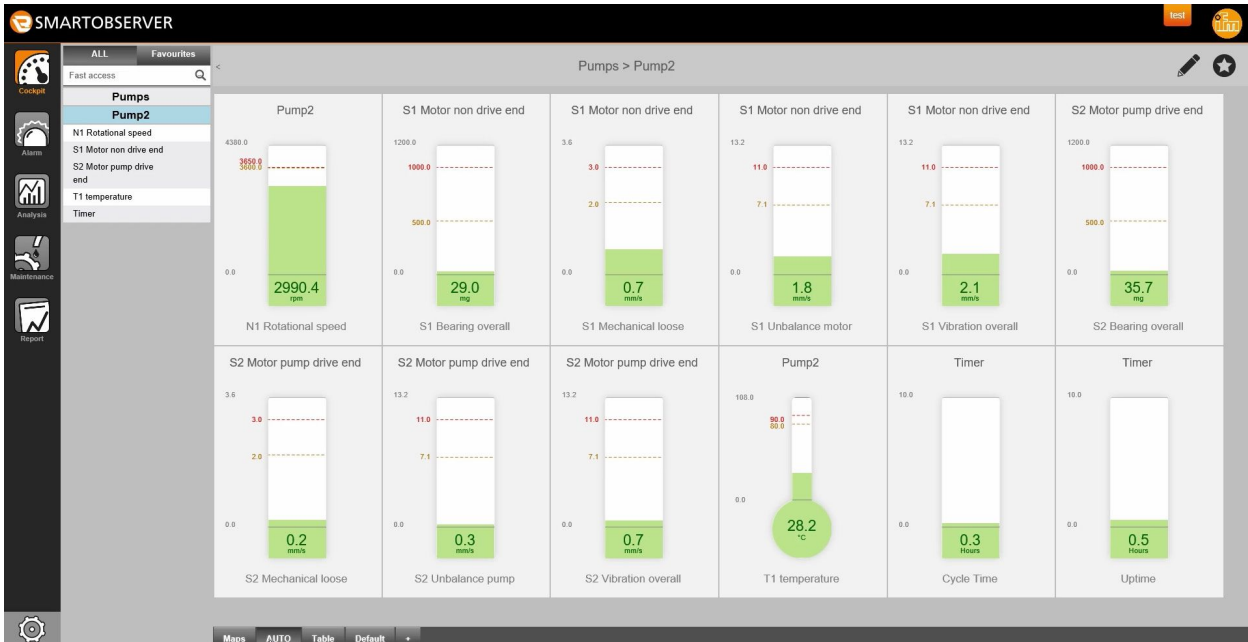 SMARTOBSERVER
test
ifm
ALL Favourites
Fast access
<
Pumps > Pump2
Cockpit
Alarm
Analysis
Maintenance
Report
Pumps
Pump2
N1 Rotational speed
S1 Motor non drive end
S2 Motor pump drive
end
T1 temperature
Timer
Pump2
4380.0
3650.0
3600.0
0.0
2990.4
rpm
N1 Rotational speed
S1 Motor non drive end
1200.0
1000.0
500.0
0.0
29.0
mg
S1 Bearing overall
S1 Motor non drive end
3.6
3.0
2.0
0.0
0.7
mm/s
S1 Mechanical loose
S1 Motor non drive end
13.2
11.0
7.1
0.0
1.8
mm/s
S1 Unbalance motor
S1 Motor non drive end
13.2
11.0
7.1
0.0
2.1
mm/s
S1 Vibration overall
S2 Motor pump drive end
1200.0
1000.0
500.0
0.0
35.7
mg
S2 Bearing overall
S2 Motor pump drive end
3.6
3.0
2.0
0.0
0.2
mm/s
S2 Mechanical loose
S2 Motor pump drive end
13.2
11.0
7.1
0.0
0.3
mm/s
S2 Unbalance pump
S2 Motor pump drive end
13.2
11.0
7.1
0.0
0.7
mm/s
S2 Vibration overall
Pump2
108.0
90.0
80.0
0.0
28.2
°C
T1 temperature
Timer
10.0
0.0
0.3
Hours
Cycle Time
Timer
10.0
0.0
0.5
Hours
Uptime
Maps AUTO Table Default +